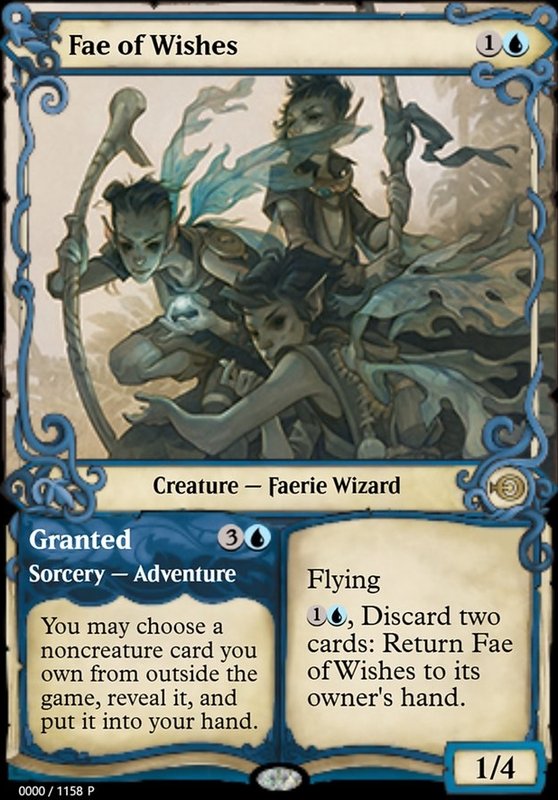 Fae of Wishes 1
Creature — Faerie Wizard
Granted 3
Sorcery — Adventure
You may choose a
noncreature card you
own from outside the
game, reveal it, and
put it into your hand.
Flying
1, Discard two
cards: Return Fae
of Wishes to its
owner's hand.
1/4
0000 / 1158 P